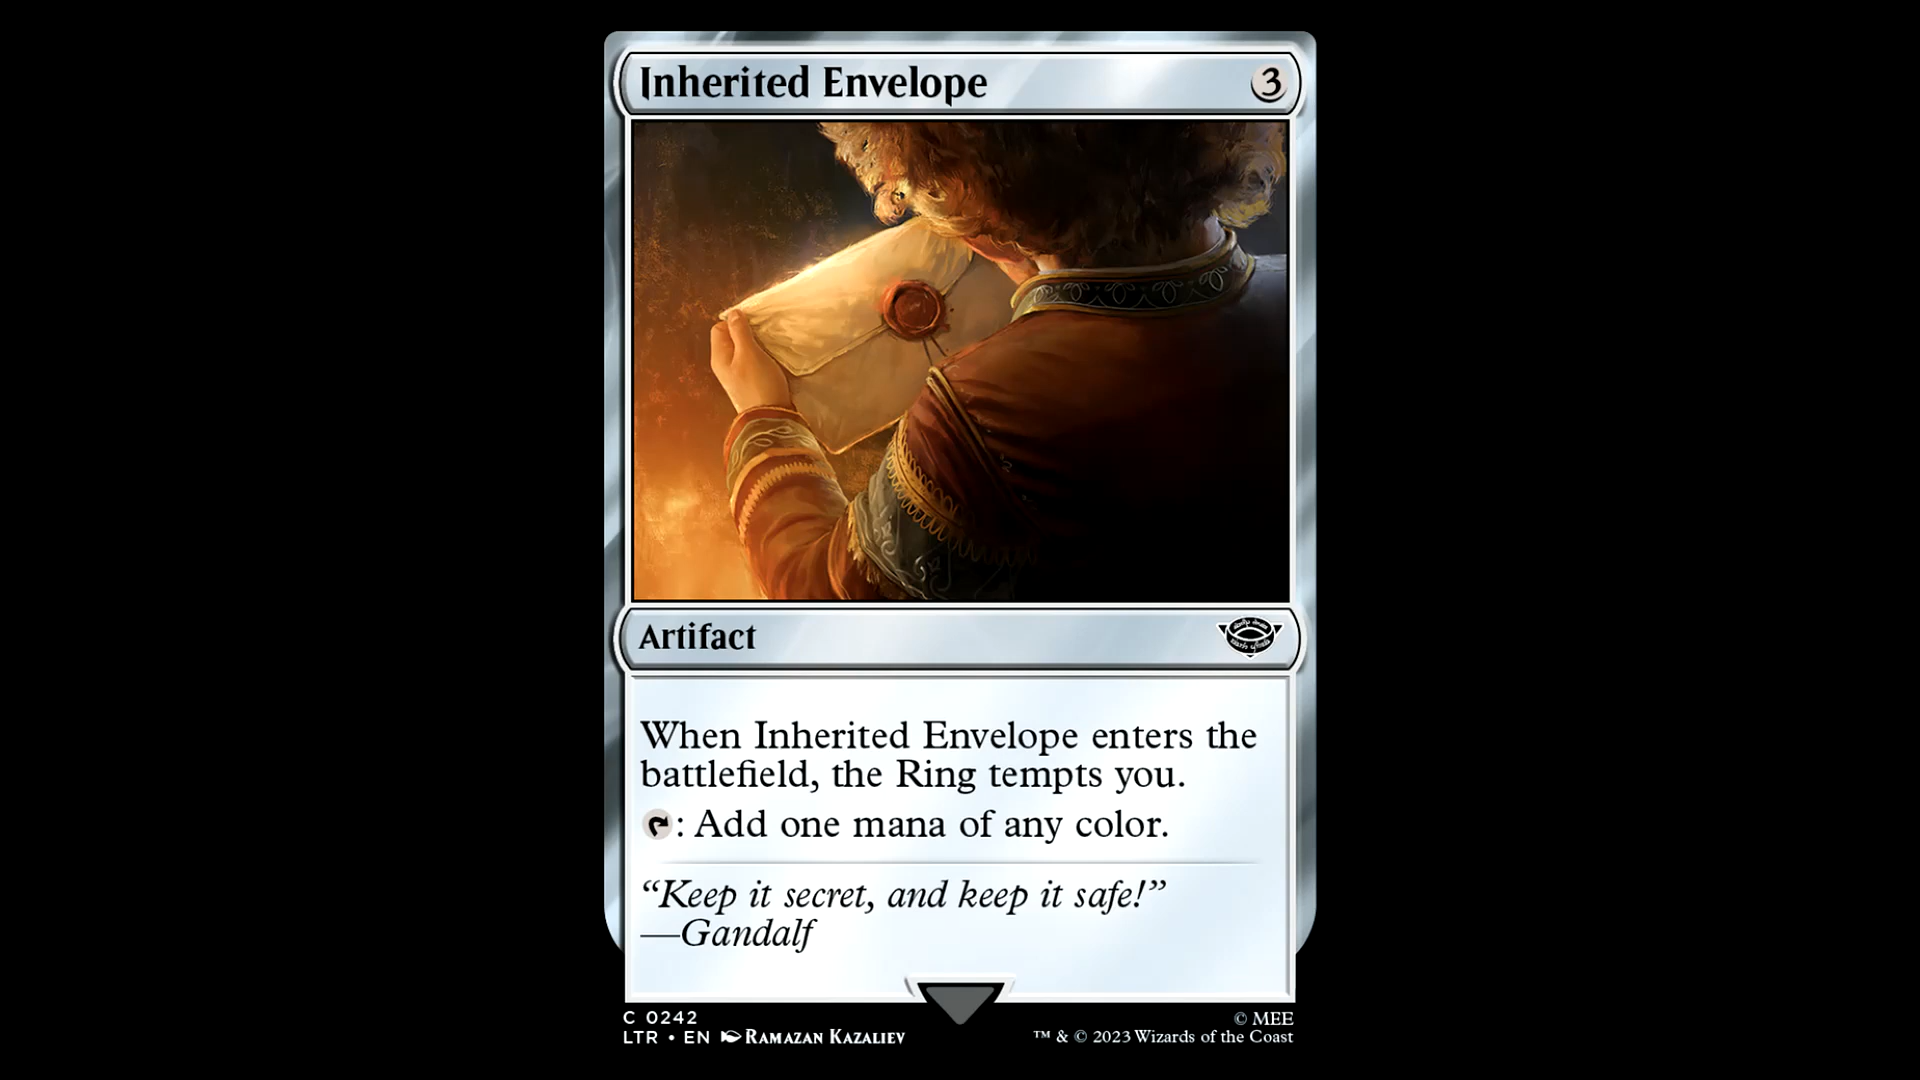 Inherited Envelope 3
Artifact
When Inherited Envelope enters the
battlefield, the Ring tempts you.
: Add one mana of any color.
“Keep it secret, and keep it safe!”
—Gandalf
C 0242
LTR • EN Ramazan Kazaliev
© MEE
™ & © 2023 Wizards of the Coast